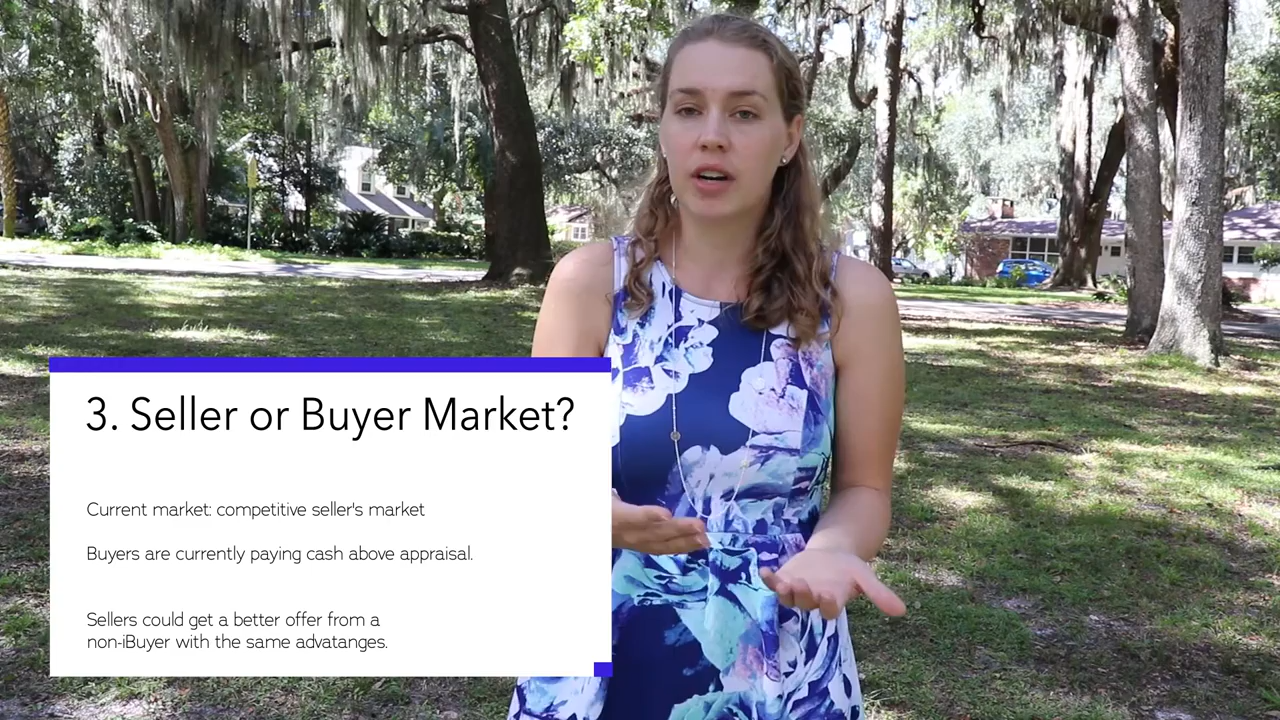 3. Seller or Buyer Market?
Current market: competitive seller's market
Buyers are currently paying cash above appraisal.
Sellers could get a better offer from a
non-iBuyer with the same advatanges.